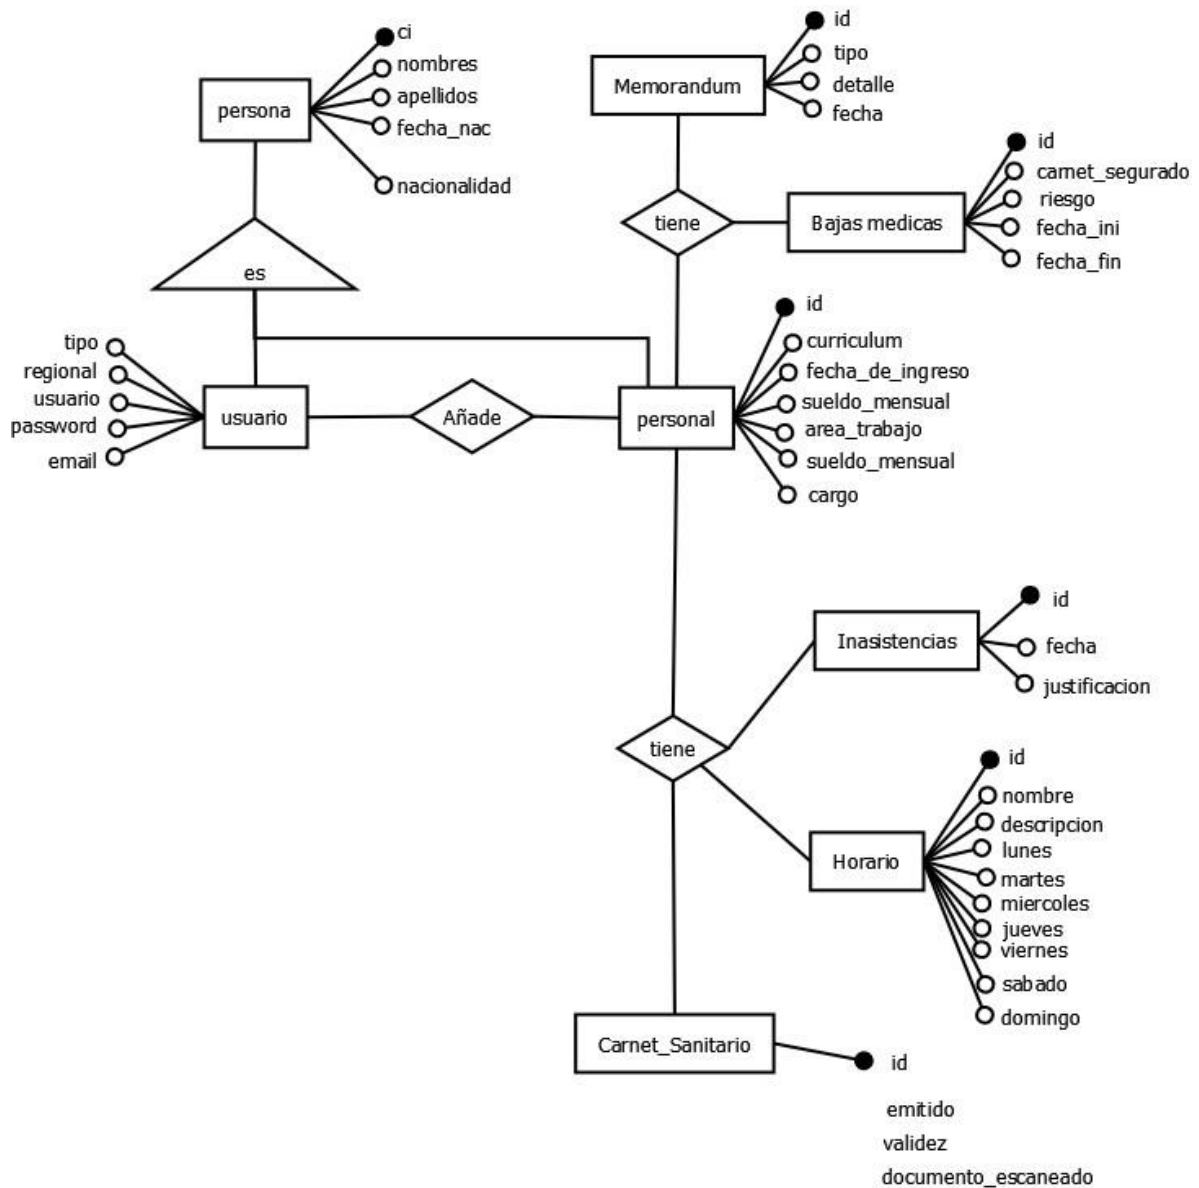 persona
ci
nombres
apellidos
fecha_nac
nacionalidad
es
Memorandum
id
tipo
detalle
fecha
tiene
Bajas medicas
id
carnet_segurado
riesgo
fecha_ini
fecha_fin
tipo
regional
usuario
password
email
usuario
Añade
personal
id
curriculum
fecha_de_ingreso
sueldo_mensual
area_trabajo
sueldo_mensual
cargo
Inasistencias
id
fecha
justificacion
tiene
Horario
id
nombre
descripcion
lunes
martes
miercoles
jueves
viernes
sabado
domingo
Carnet_Sanitario
id
emitido
validez
documento_escaneado